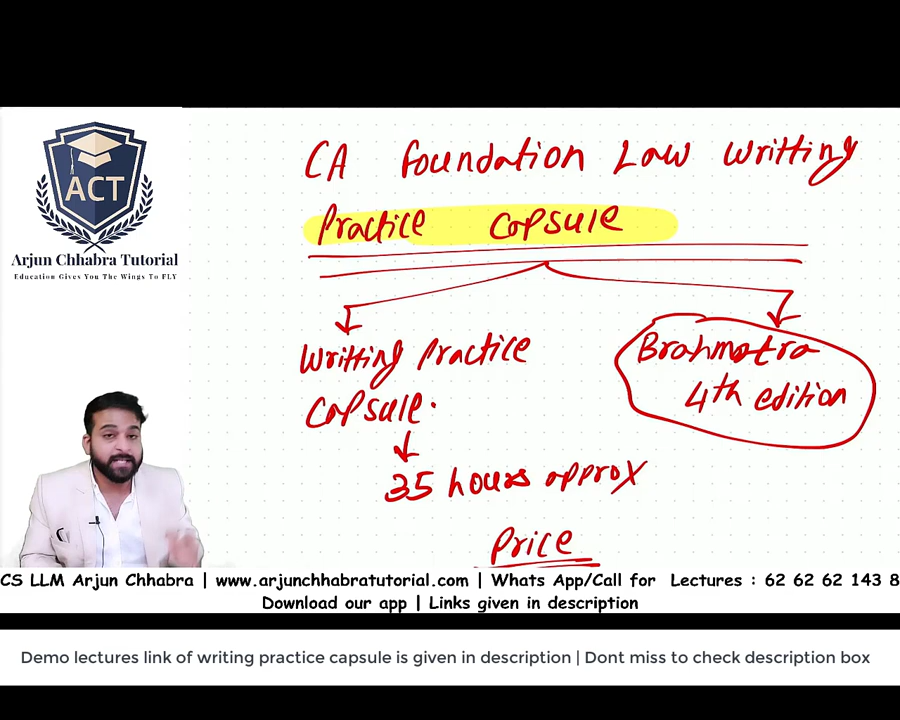 ACT
Arjun Chhabra Tutorial
Education Gives You The Wings To FLY
CA Foundation Law Writting
Practice Capsule
Writting Practice
Capsule.
35 hours approx
Brahmatra
4th edition
Price
CS LLM Arjun Chhabra | www.arjunchhabratutorial.com | Whats App/Call for Lectures : 62 62 62 143 8
Download our app | Links given in description
Demo lectures link of writing practice capsule is given in description | Dont miss to check description box